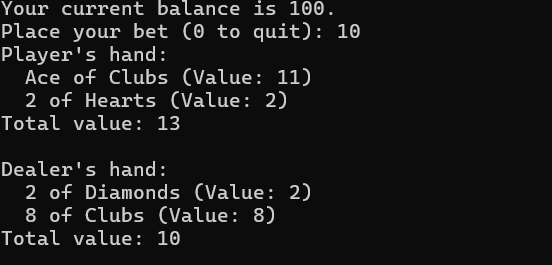 Your current balance is 100.
Place your bet (0 to quit): 10
Player's hand:
  Ace of Clubs (Value: 11)
  2 of Hearts (Value: 2)
Total value: 13

Dealer's hand:
  2 of Diamonds (Value: 2)
  8 of Clubs (Value: 8)
Total value: 10